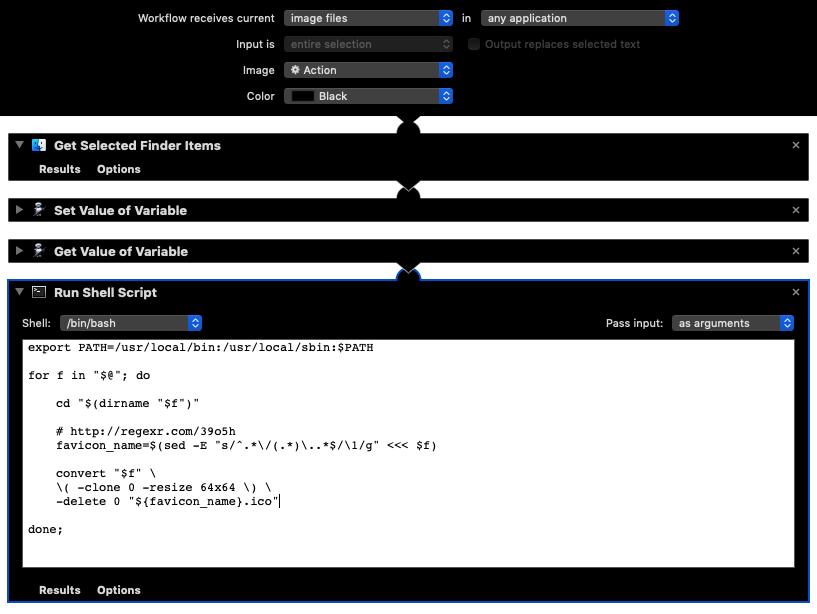 Workflow receives current image files in any application
Input is entire selection Output replaces selected text
Image Action
Color Black
Get Selected Finder Items
Results Options
Set Value of Variable
Get Value of Variable
Run Shell Script
Shell: /bin/bash Pass input: as arguments
export PATH=/usr/local/bin:/usr/local/sbin:$PATH
for f in "$@"; do
cd "$(dirname "$f")"
# http://regexr.com/39o5h
favicon_name=$(sed -E "s/^.*\/(.*)\..*$/\1/g" <<< $f)
convert "$f" \
\( -clone 0 -resize 64x64 \) \
-delete 0 "${favicon_name}.ico"
done;
Results Options